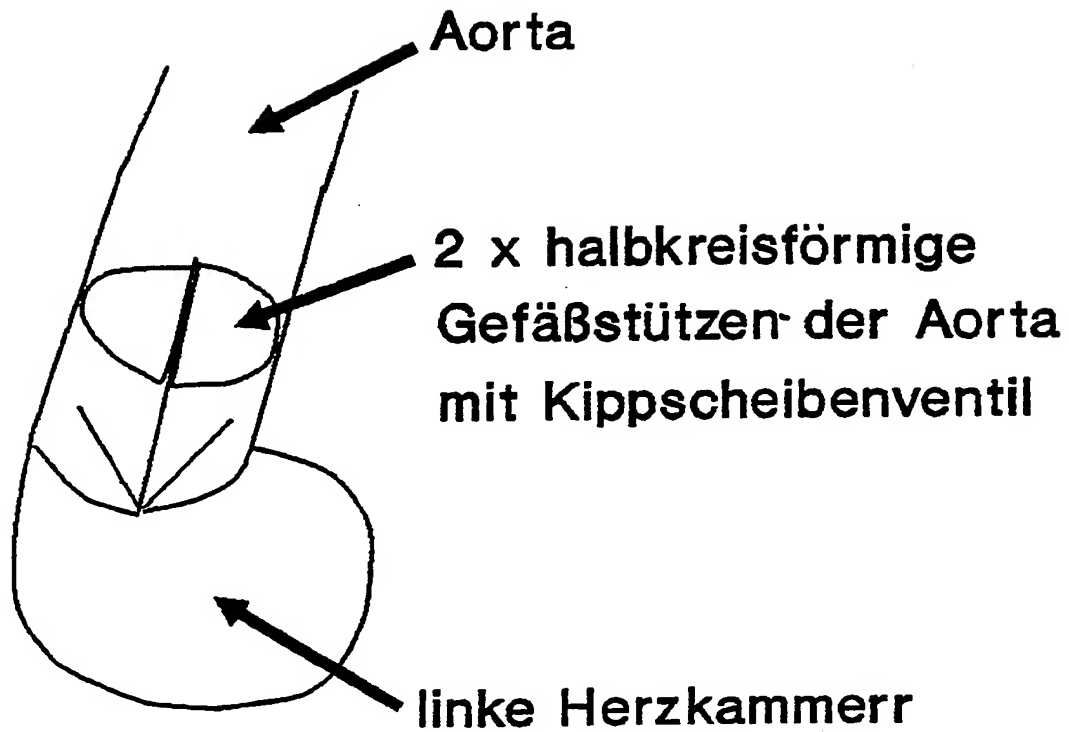 Aorta
2 x halbkreisförmige
Gefäßstützen der Aorta
mit Kippscheibenventil
linke Herzkammerr